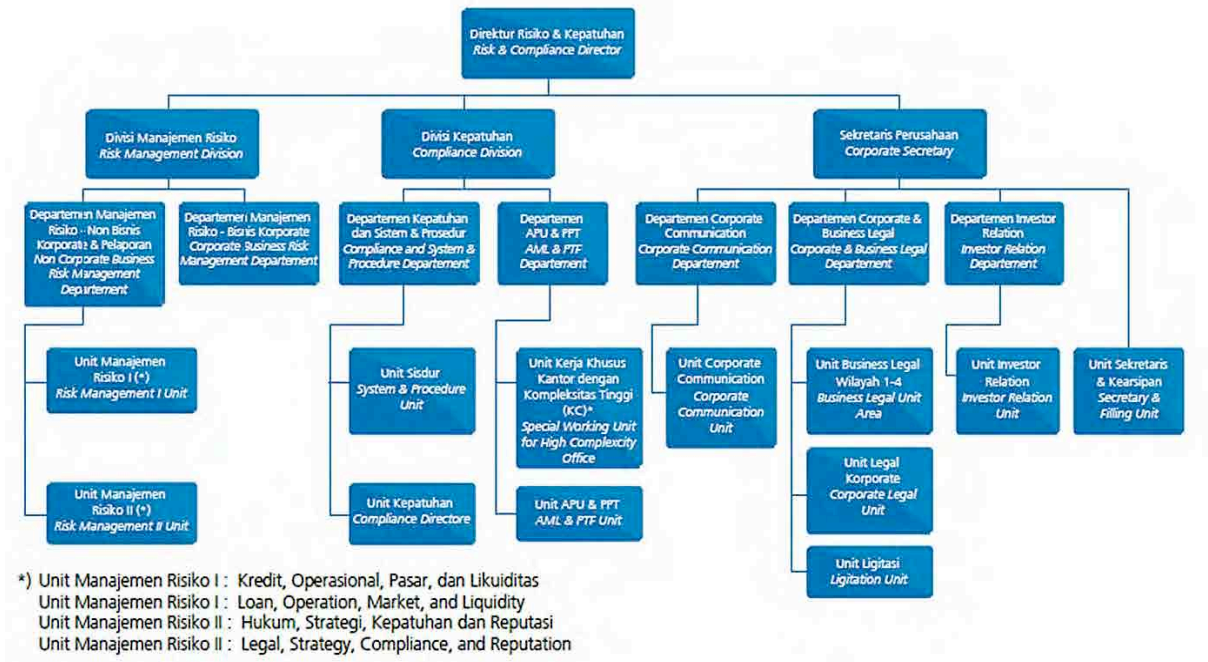 Direktur Risiko & Kepatuhan
Risk & Compliance Director
Divisi Manajemen Risiko
Risk Management Division
Divisi Kepatuhan
Compliance Division
Sekretaris Perusahaan
Corporate Secretary
Departemen Manajemen
Risiko - Non Bisnis
Korporate & Pelaporan
Non Corporate Business
Risk Management
Departement
Departemen Manajemen
Risiko - Bisnis Korporate
Corporate Business Risk
Management Departement
Departemen Kepatuhan
dan Sistem & Prosedur
Compliance and System &
Procedure Departement
Departemen
APU & PPT
AML & PTF
Departement
Departemen Corporate
Communication
Corporate Communication
Departement
Departemen Corporate &
Business Legal
Corporate & Business Legal
Departement
Departemen Investor
Relation
Investor Relation
Departement
Unit Manajemen
Risiko I (*)
Risk Management I Unit
Unit Sisdur
System & Procedure
Unit
Unit Kerja Khusus
Kantor dengan
Kompleksitas Tinggi
(KC)*
Special Working Unit
for High Complexcity
Office
Unit Corporate
Communication
Corporate
Communication
Unit
Unit Business Legal
Wilayah 1-4
Business Legal Unit
Area
Unit Investor
Relation
Investor Relation
Unit
Unit Sekretaris
& Kearsipan
Secretary &
Filling Unit
Unit Manajemen
Risiko II (*)
Risk Management II Unit
Unit Kepatuhan
Compliance Directore
Unit APU & PPT
AML & PTF Unit
Unit Legal
Korporate
Corporate Legal
Unit
Unit Ligitasi
Ligitation Unit
*) Unit Manajemen Risiko I : Kredit, Operasional, Pasar, dan Likuiditas
Unit Manajemen Risiko I : Loan, Operation, Market, and Liquidity
Unit Manajemen Risiko II : Hukum, Strategi, Kepatuhan dan Reputasi
Unit Manajemen Risiko II : Legal, Strategy, Compliance, and Reputation